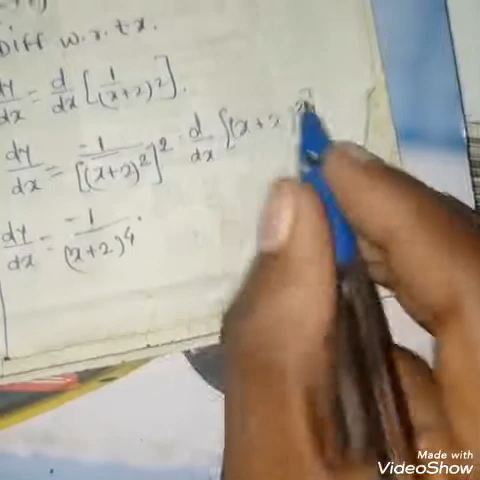 Diff w.r.t x.
dy/dx = d/dx [1/(x+2)²].
dy/dx = -1/[(x+2)²]² . d/dx [(x+2)²
dy/dx = -1/(x+2)⁴ .
Made with
VideoShow